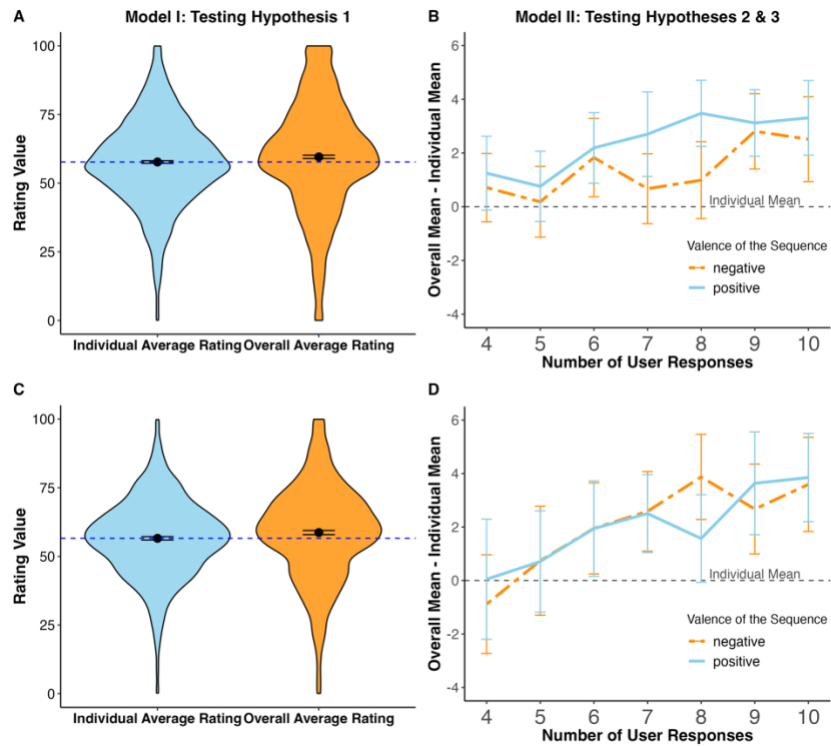 A
Model I: Testing Hypothesis 1
100
75
50
25
0
Rating Value
Individual Average Rating Overall Average Rating
B
Model II: Testing Hypotheses 2 & 3
6
4
2
0
-2
-4
Overall Mean - Individual Mean
Individual Mean
Valence of the Sequence
negative
positive
4 5 6 7 8 9 10
Number of User Responses
C
100
75
50
25
0
Rating Value
Individual Average Rating Overall Average Rating
D
6
4
2
0
-2
-4
Overall Mean - Individual Mean
Individual Mean
Valence of the Sequence
negative
positive
4 5 6 7 8 9 10
Number of User Responses